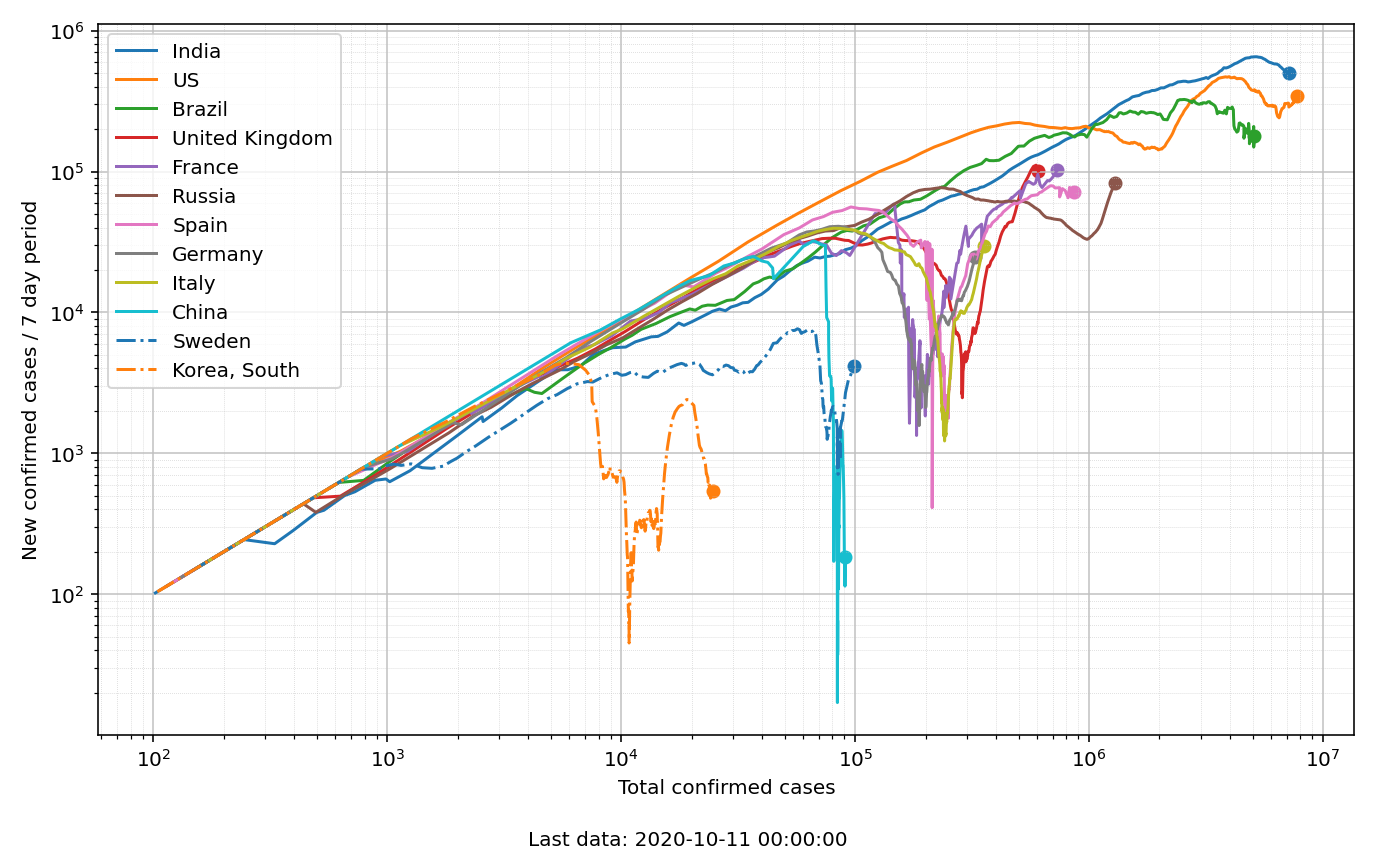 10⁶
10⁵
10⁴
10³
10²
New confirmed cases / 7 day period
India
US
Brazil
United Kingdom
France
Russia
Spain
Germany
Italy
China
Sweden
Korea, South
10² 10³ 10⁴ 10⁵ 10⁶ 10⁷
Total confirmed cases
Last data: 2020-10-11 00:00:00